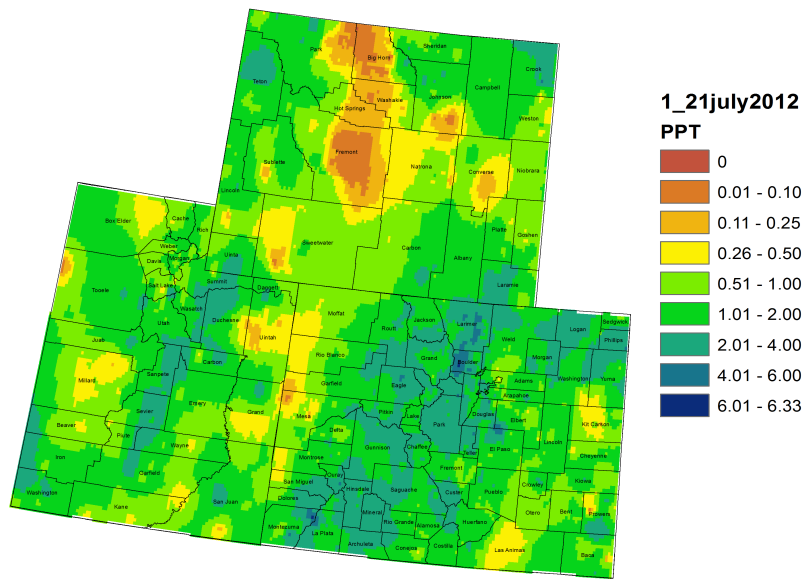 1_21july2012
PPT
0
0.01 - 0.10
0.11 - 0.25
0.26 - 0.50
0.51 - 1.00
1.01 - 2.00
2.01 - 4.00
4.01 - 6.00
6.01 - 6.33
Park
Big Horn
Sheridan
Crook
Teton
Campbell
Washakie
Johnson
Hot Springs
Weston
Fremont
Sublette
Natrona
Converse
Niobrara
Lincoln
Sweetwater
Carbon
Platte
Goshen
Albany
Uinta
Laramie
Box Elder
Cache
Rich
Weber
Morgan
Davis
Salt Lake
Summit
Daggett
Tooele
Wasatch
Duchesne
Utah
Uintah
Juab
Carbon
Sanpete
Millard
Emery
Sevier
Grand
Beaver
Piute
Wayne
Iron
Garfield
Washington
Kane
San Juan
Moffat
Routt
Jackson
Larimer
Weld
Logan
Sedgwick
Phillips
Rio Blanco
Grand
Boulder
Morgan
Washington
Yuma
Garfield
Eagle
Adams
Arapahoe
Mesa
Pitkin
Lake
Park
Douglas
Elbert
Kit Carson
Delta
Gunnison
Chaffee
Teller
El Paso
Lincoln
Cheyenne
Montrose
Fremont
Ouray
San Miguel
Hinsdale
Saguache
Custer
Pueblo
Crowley
Kiowa
Dolores
Mineral
Otero
Bent
Prowers
Montezuma
La Plata
Rio Grande
Alamosa
Huerfano
Archuleta
Conejos
Costilla
Las Animas
Baca